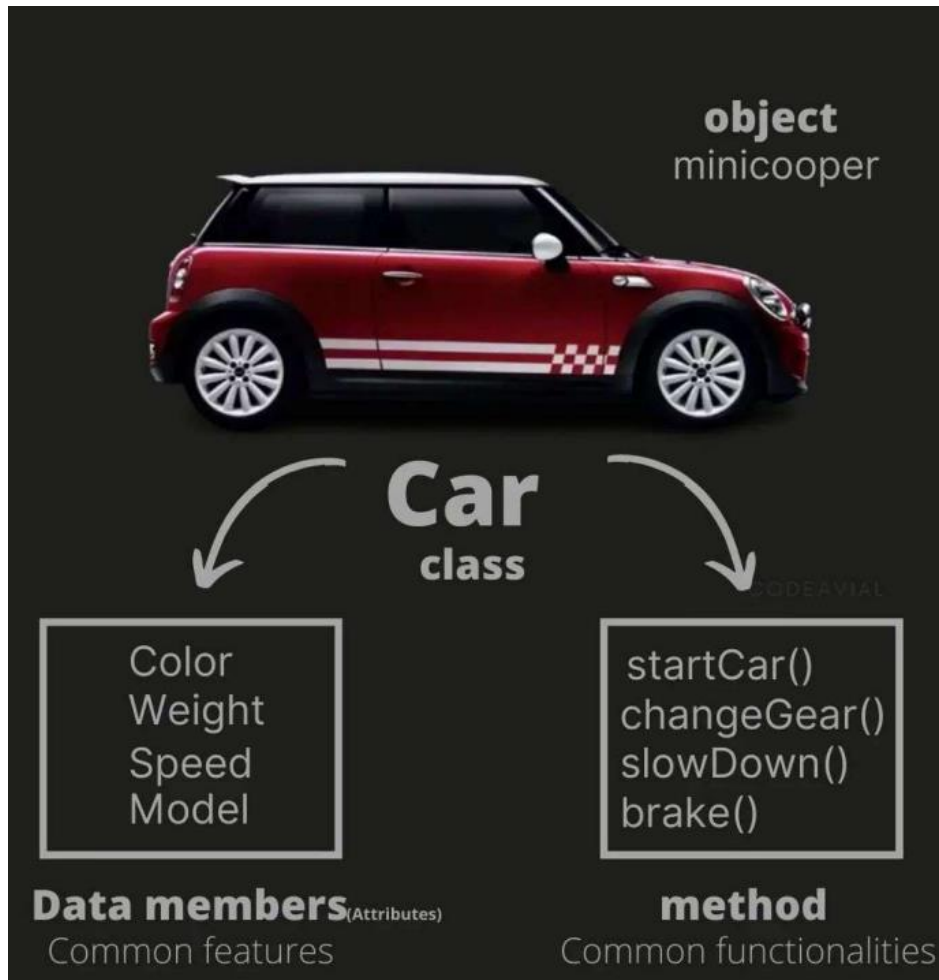 object
minicooper
Car
class
CODEAVIAL
Color
Weight
Speed
Model
startCar()
changeGear()
slowDown()
brake()
Data members(Attributes)
Common features
method
Common functionalities